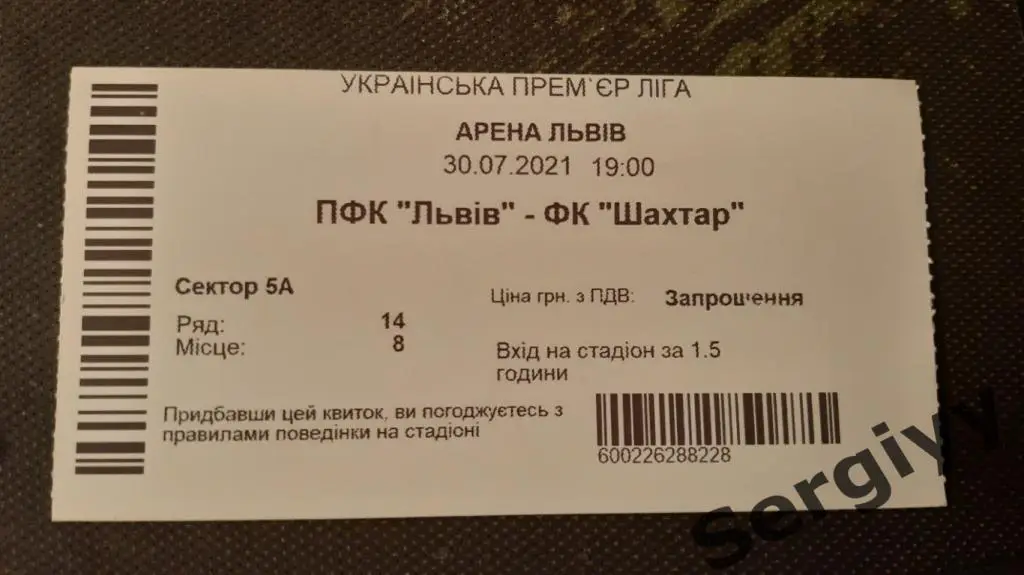 УКРАЇНСЬКА ПРЕМ`ЄР ЛІГА
АРЕНА ЛЬВІВ
30.07.2021 19:00
ПФК "Львів" - ФК "Шахтар"
Сектор 5А
Ціна грн. з ПДВ: Запрошення
Ряд: 14
Місце: 8
Вхід на стадіон за 1.5
години
Придбавши цей квиток, ви погоджуєтесь з
правилами поведінки на стадіоні
600226288228
Sergiyy